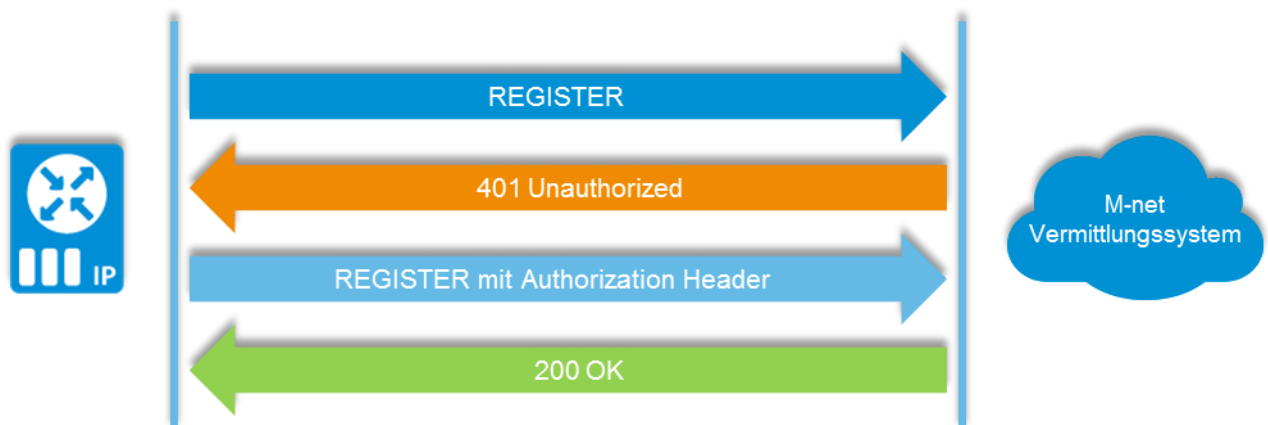 REGISTER
401 Unauthorized
IP
M-net
Vermittlungssystem
REGISTER mit Authorization Header
200 OK